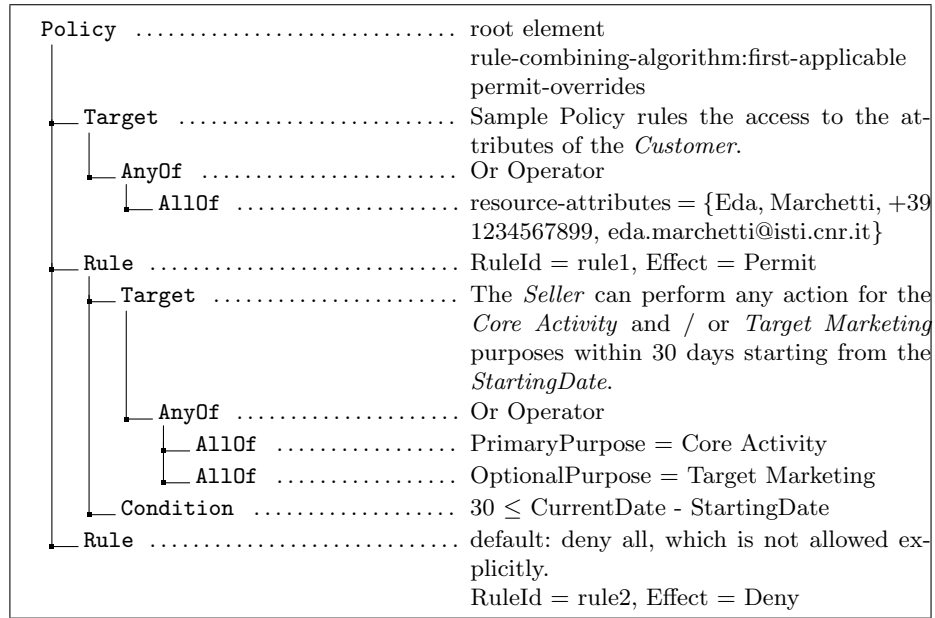 Policy .............................. root element
rule-combining-algorithm:first-applicable
permit-overrides
Target .......................... Sample Policy rules the access to the at-
tributes of the Customer.
AnyOf ........................ Or Operator
AllOf ..................... resource-attributes = {Eda, Marchetti, +39
1234567899, eda.marchetti@isti.cnr.it}
Rule ............................. RuleId = rule1, Effect = Permit
Target ....................... The Seller can perform any action for the
Core Activity and / or Target Marketing
purposes within 30 days starting from the
StartingDate.
AnyOf ..................... Or Operator
AllOf ................. PrimaryPurpose = Core Activity
AllOf ................. OptionalPurpose = Target Marketing
Condition ................... 30 ≤ CurrentDate - StartingDate
Rule ............................. default: deny all, which is not allowed ex-
plicitly.
RuleId = rule2, Effect = Deny